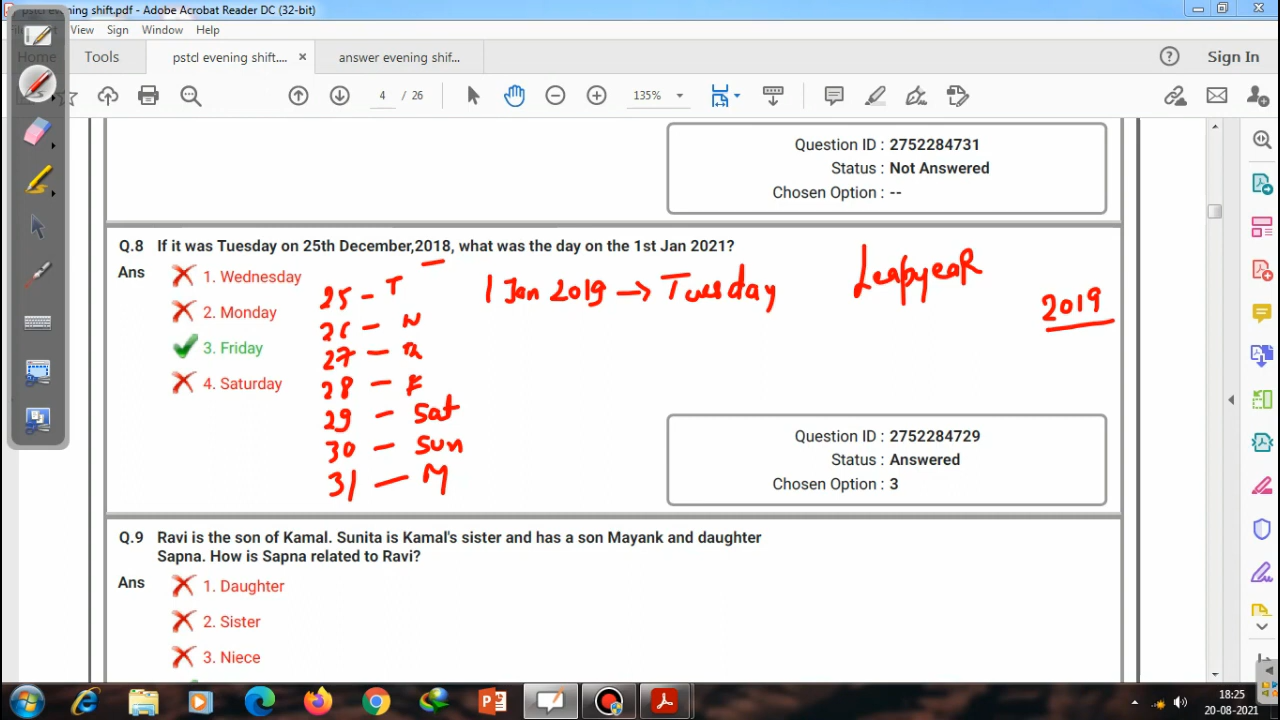 pstcl evening shift.pdf - Adobe Acrobat Reader DC (32-bit)
View Sign Window Help
Home Tools pstcl evening shift.... × answer evening shif... Sign In
4 / 26 135%
Question ID : 2752284731
Status : Not Answered
Chosen Option : --
Q.8 If it was Tuesday on 25th December,2018, what was the day on the 1st Jan 2021?
Ans
1. Wednesday
2. Monday
3. Friday
4. Saturday
25 - T
26 - W
27 - Th
28 - F
29 - Sat
30 - Sun
31 - M
1 Jan 2019 → Tuesday
Leapyear
2019
Question ID : 2752284729
Status : Answered
Chosen Option : 3
Q.9 Ravi is the son of Kamal. Sunita is Kamal's sister and has a son Mayank and daughter
Sapna. How is Sapna related to Ravi?
Ans
1. Daughter
2. Sister
3. Niece
18:25
20-08-2021